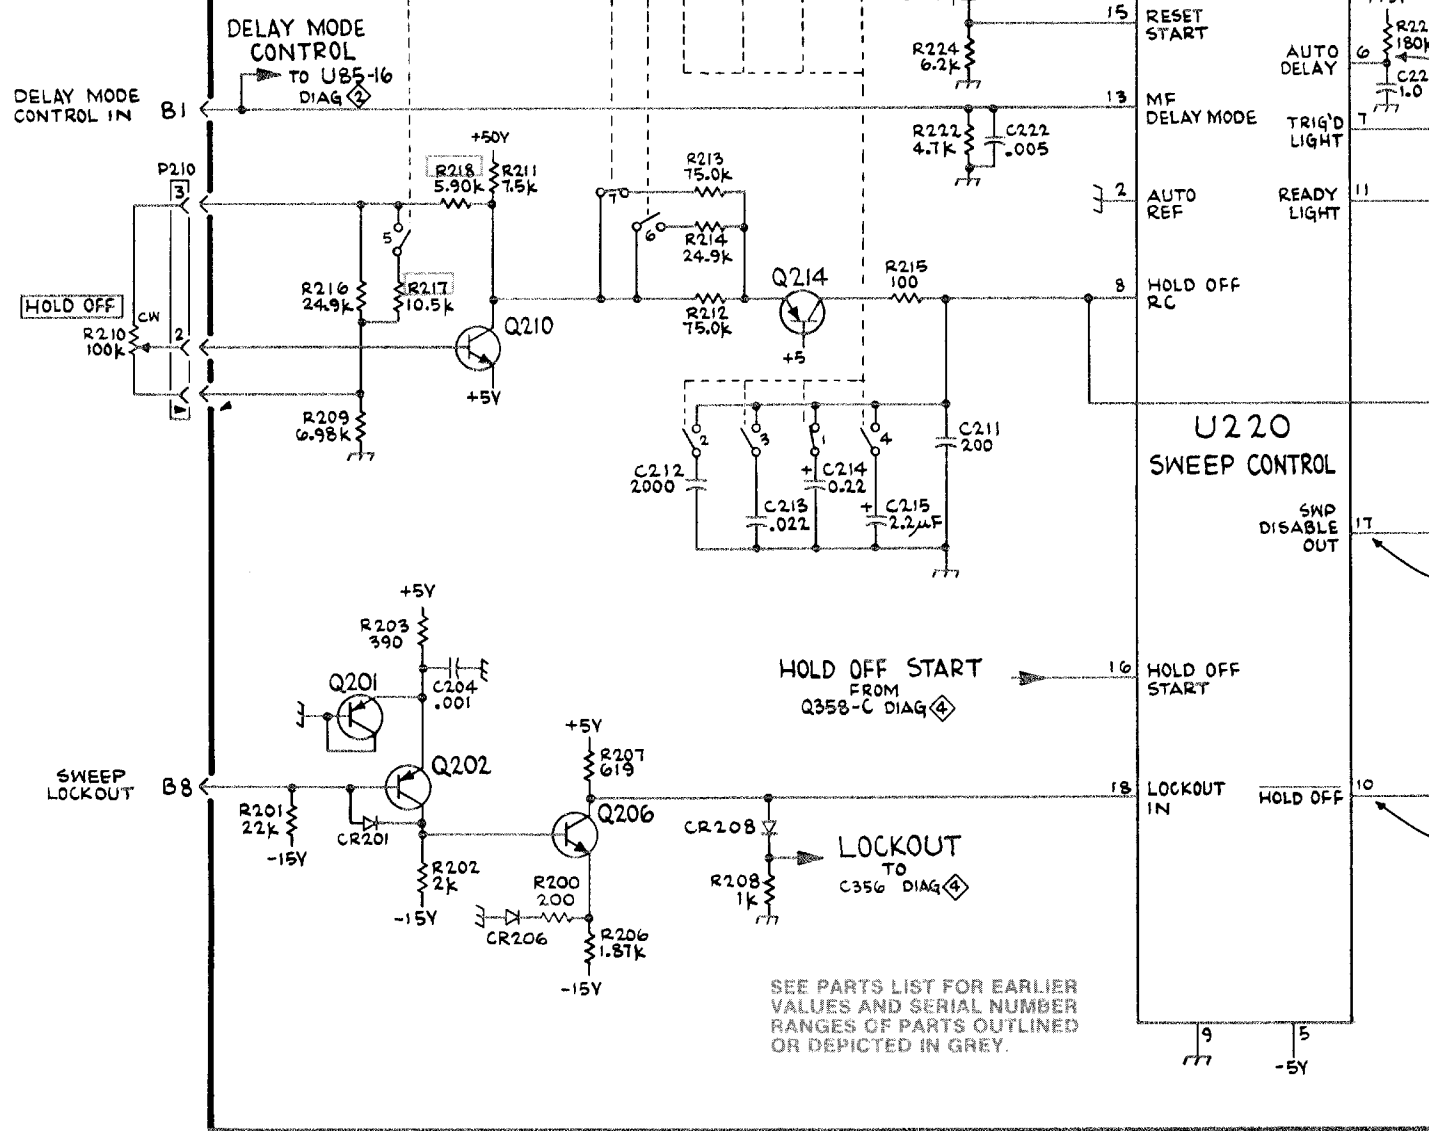 DELAY MODE
CONTROL
TO U85-16
DIAG 2
DELAY MODE
CONTROL IN
B1
15
RESET
START
R224
6.2k
AUTO
DELAY
6
180k
1.0
13
MF
DELAY MODE
R222
4.7k
C222
.005
TRIG'D
LIGHT
7
2
AUTO
REF
READY
LIGHT
11
+50V
R218
5.90k
R211
7.5k
P210
3
5
R216
24.9k
R217
10.5k
HOLD OFF
CW
R210
100k
2
Q210
+5V
R209
6.98k
R213
75.0k
7
6
R214
24.9k
R212
75.0k
Q214
+5
R215
100
8
HOLD OFF
RC
2
3
1
4
C212
2000
C213
.022
+
C214
0.22
+
C215
2.2μF
C211
200
U220
SWEEP CONTROL
SWP
DISABLE
OUT
17
+5V
R203
390
C204
.001
Q201
Q202
SWEEP
LOCKOUT
B8
R201
22k
-15V
CR201
R202
2k
-15V
+5V
R207
619
Q206
R200
200
CR206
R206
1.87k
-15V
HOLD OFF START
FROM
Q358-C DIAG 4
16
HOLD OFF
START
18
LOCKOUT
IN
HOLD OFF
10
CR208
LOCKOUT
TO
C356 DIAG 4
R208
1k
SEE PARTS LIST FOR EARLIER
VALUES AND SERIAL NUMBER
RANGES OF PARTS OUTLINED
OR DEPICTED IN GREY.
9
5
-5V